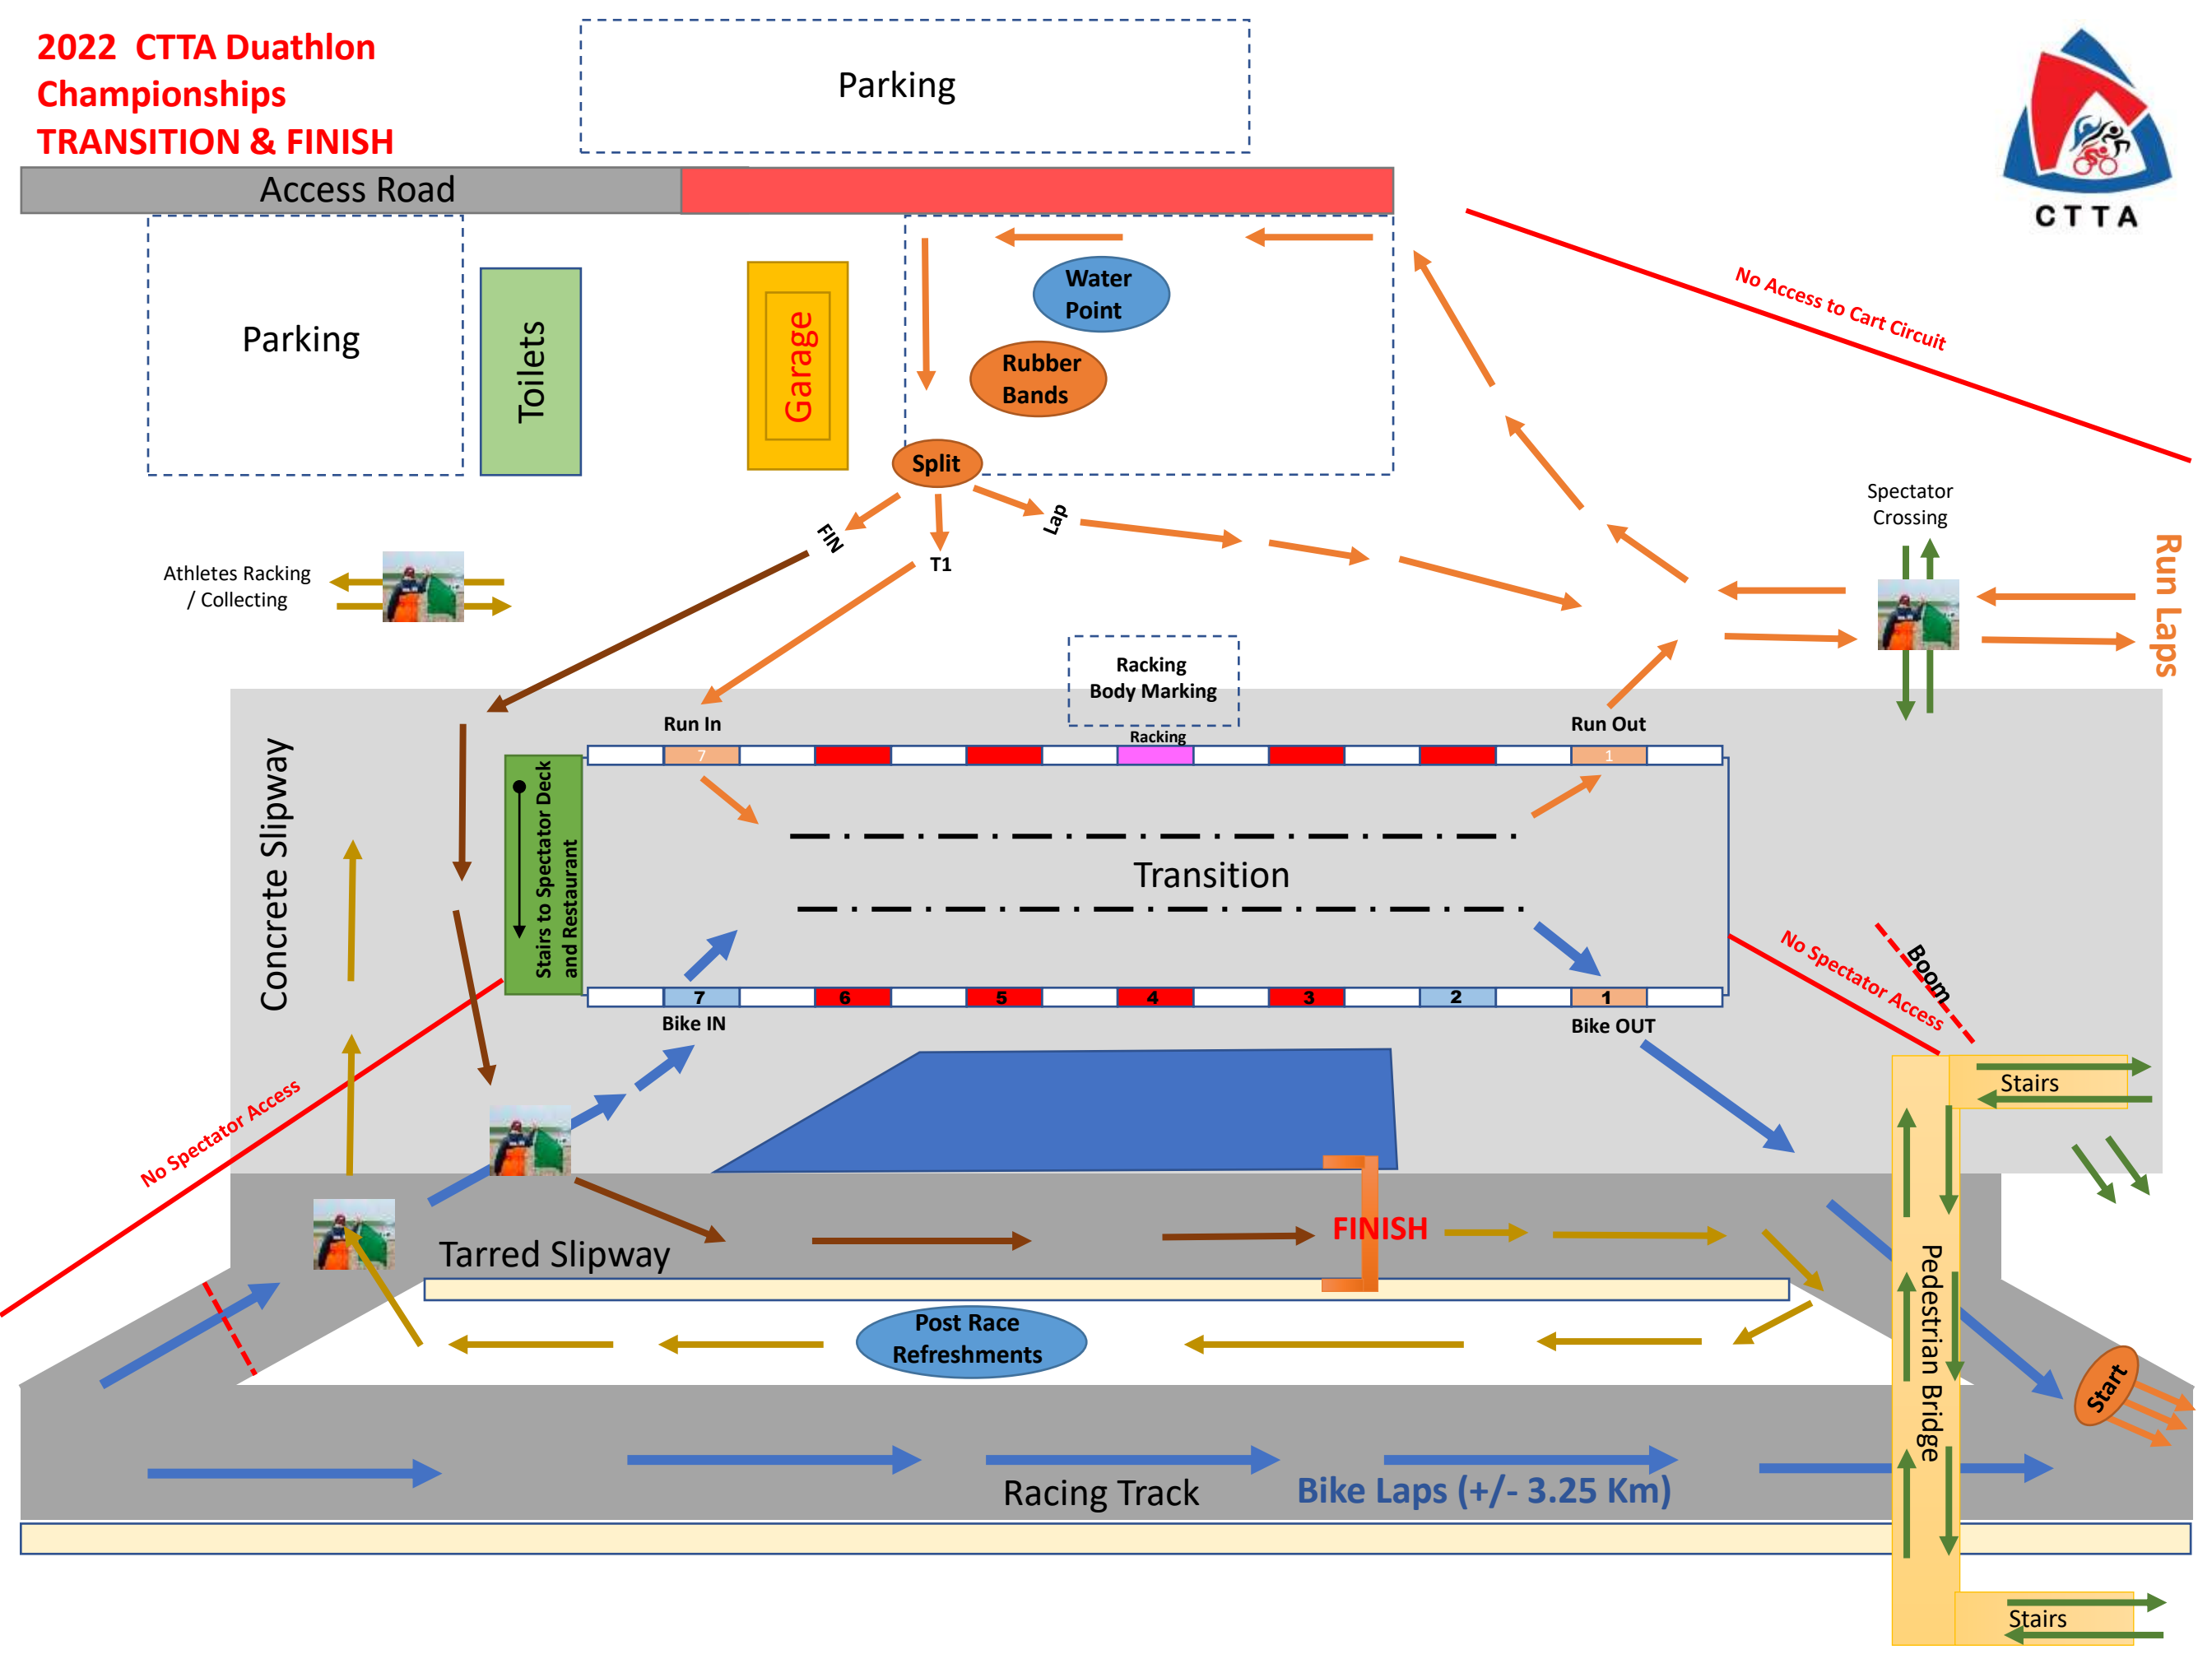 2022 CTTA Duathlon
Championships
TRANSITION & FINISH
Parking
CTTA
Access Road
Parking
Toilets
Garage
Water
Point
Rubber
Bands
Split
No Access to Cart Circuit
FIN
T1
Lap
Spectator
Crossing
Run Laps
Athletes Racking
/ Collecting
Racking
Body Marking
Run In
Racking
Run Out
7
1
Concrete Slipway
Stairs to Spectator Deck
and Restaurant
Transition
7
6
5
4
3
2
1
Bike IN
Bike OUT
No Spectator Access
Boom
No Spectator Access
Stairs
FINISH
Tarred Slipway
Pedestrian Bridge
Post Race
Refreshments
Start
Racing Track
Bike Laps (+/- 3.25 Km)
Stairs